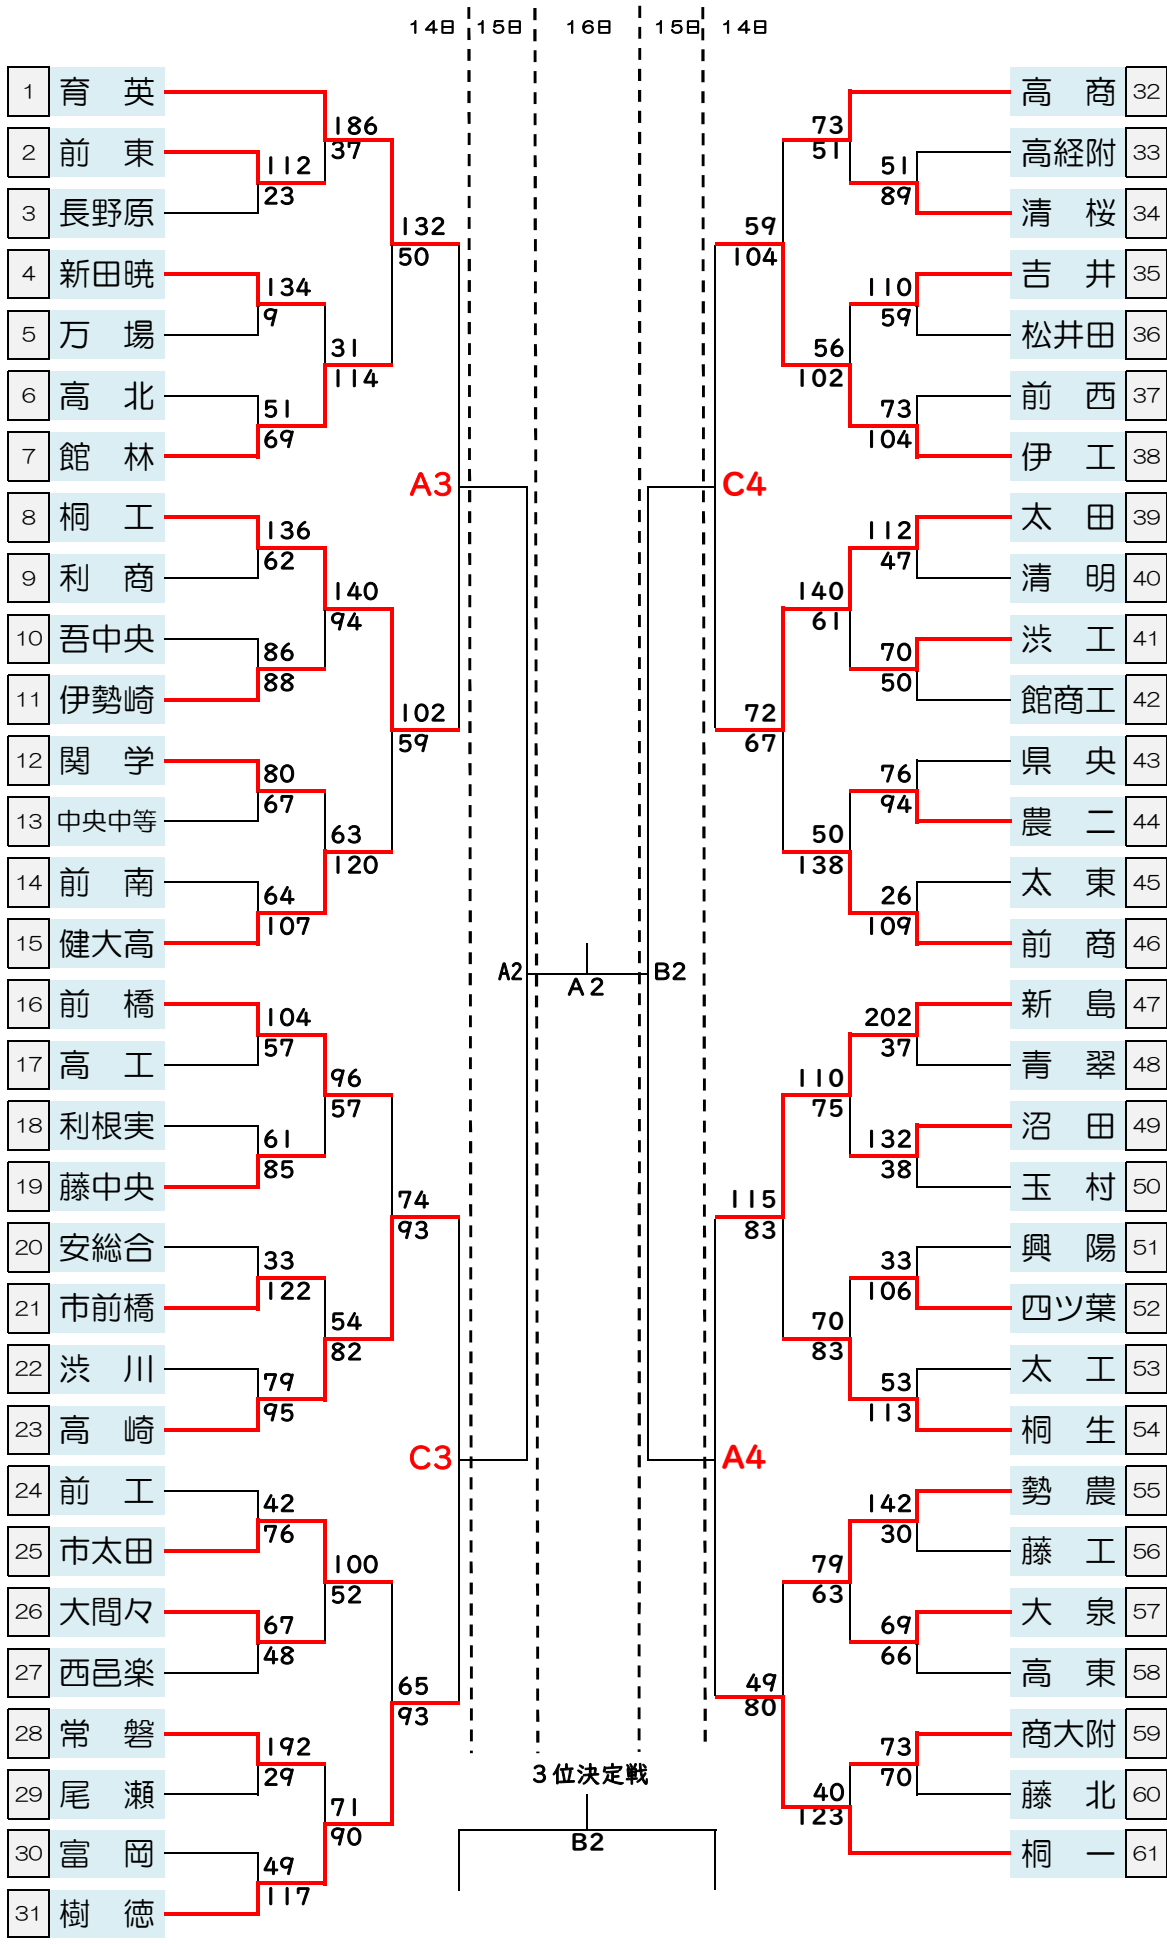 14日 15日 16日 15日 14日
1 育 英
2 前 東
3 長野原
4 新田暁
5 万 場
6 高 北
7 館 林
8 桐 工
9 利 商
10 吾中央
11 伊勢崎
12 関 学
13 中央中等
14 前 南
15 健大高
16 前 橋
17 高 工
18 利根実
19 藤中央
20 安総合
21 市前橋
22 渋 川
23 高 崎
24 前 工
25 市太田
26 大間々
27 西邑楽
28 常 磐
29 尾 瀬
30 富 岡
31 樹 徳
112
23
134
9
51
69
136
62
86
88
80
67
64
107
104
57
61
85
33
122
79
95
42
76
67
48
192
29
49
117
186
37
31
114
140
94
63
120
96
57
54
82
100
52
71
90
132
50
102
59
74
93
65
93
A3
C3
A2
A2
B2
C4
A4
59
104
72
67
115
83
49
80
73
51
56
102
140
61
50
138
110
75
70
83
79
63
40
123
51
89
110
59
73
104
112
47
70
50
76
94
26
109
202
37
132
38
33
106
53
113
142
30
69
66
73
70
高 商 32
高経附 33
清 桜 34
吉 井 35
松井田 36
前 西 37
伊 工 38
太 田 39
清 明 40
渋 工 41
館商工 42
県 央 43
農 二 44
太 東 45
前 商 46
新 島 47
青 翠 48
沼 田 49
玉 村 50
興 陽 51
四ツ葉 52
太 工 53
桐 生 54
勢 農 55
藤 工 56
大 泉 57
高 東 58
商大附 59
藤 北 60
桐 一 61
３位決定戦
B2